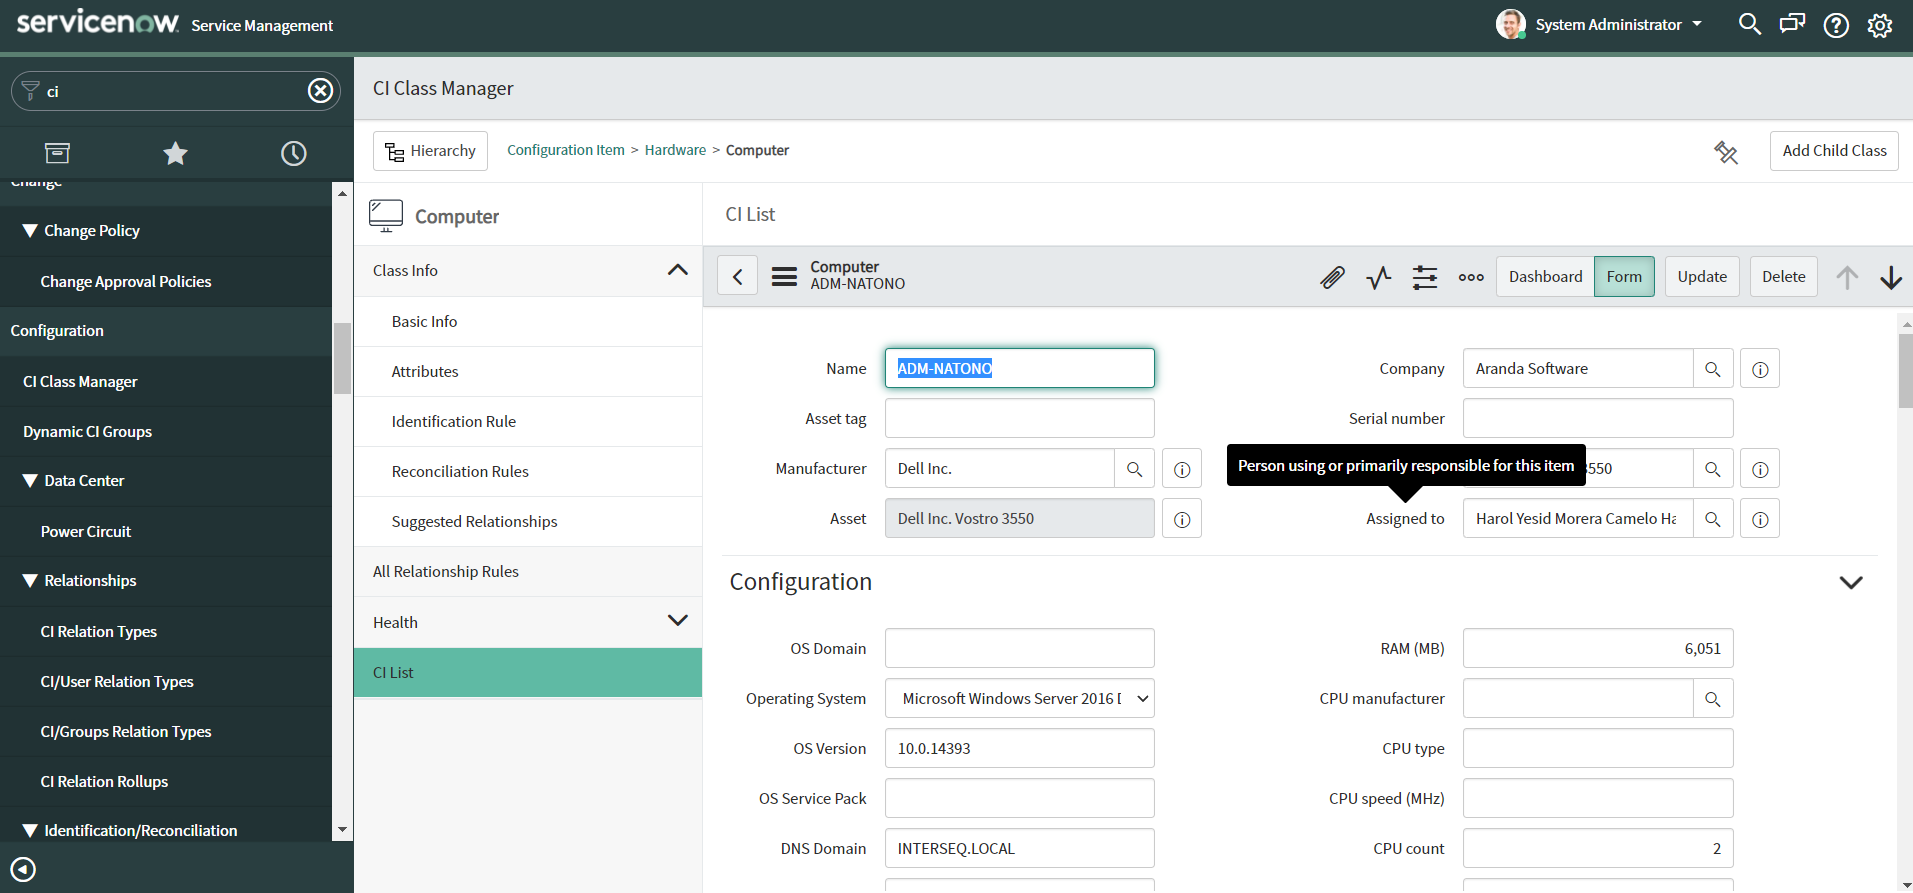 servicenow. Service Management
System Administrator
ci
Change
Change Policy
Change Approval Policies
Configuration
CI Class Manager
Dynamic CI Groups
Data Center
Power Circuit
Relationships
CI Relation Types
CI/User Relation Types
CI/Groups Relation Types
CI Relation Rollups
Identification/Reconciliation
CI Class Manager
Hierarchy
Configuration Item > Hardware > Computer
Add Child Class
Computer
Class Info
Basic Info
Attributes
Identification Rule
Reconciliation Rules
Suggested Relationships
All Relationship Rules
Health
CI List
CI List
Computer
ADM-NATONO
Dashboard
Form
Update
Delete
Name ADM-NATONO
Company Aranda Software
Asset tag
Serial number
Manufacturer Dell Inc.
Person using or primarily responsible for this item
3550
Asset Dell Inc. Vostro 3550
Assigned to Harol Yesid Morera Camelo Ha
Configuration
OS Domain
RAM (MB) 6,051
Operating System Microsoft Windows Server 2016
CPU manufacturer
OS Version 10.0.14393
CPU type
OS Service Pack
CPU speed (MHz)
DNS Domain INTERSEQ.LOCAL
CPU count 2